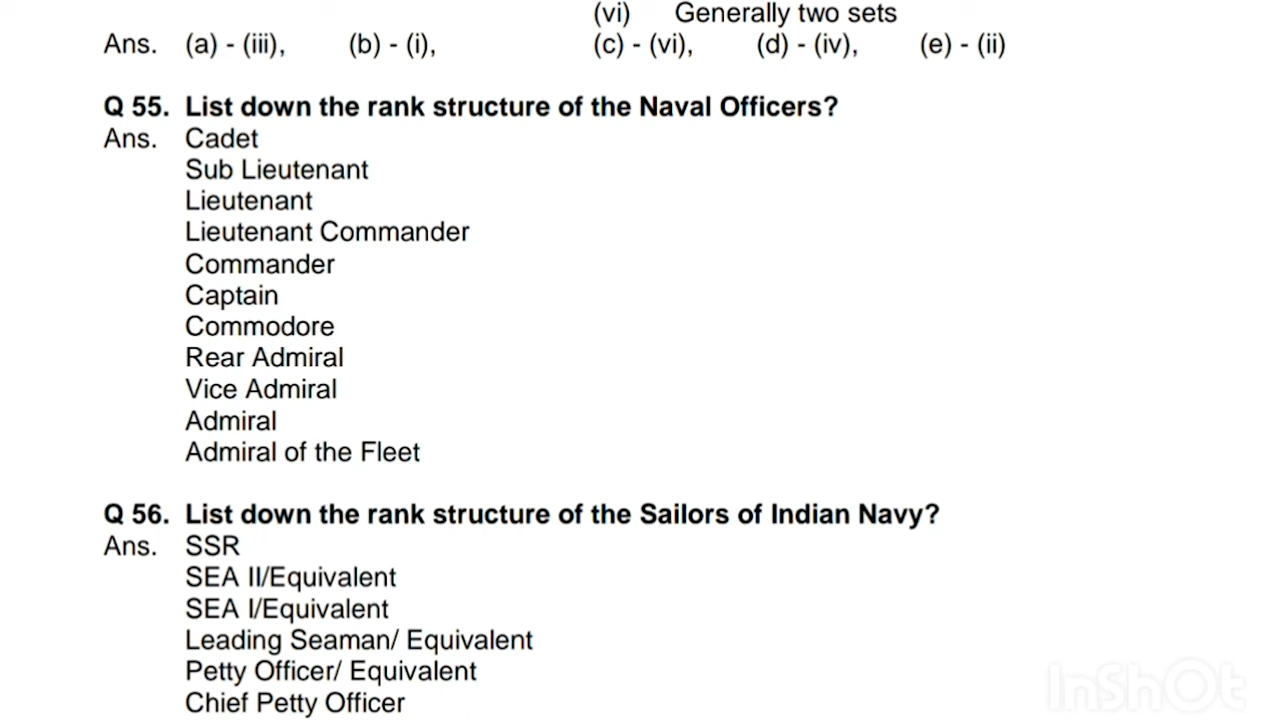 (vi) Generally two sets
Ans. (a) - (iii), (b) - (i), (c) - (vi), (d) - (iv), (e) - (ii)
Q 55. List down the rank structure of the Naval Officers?
Ans. Cadet
Sub Lieutenant
Lieutenant
Lieutenant Commander
Commander
Captain
Commodore
Rear Admiral
Vice Admiral
Admiral
Admiral of the Fleet
Q 56. List down the rank structure of the Sailors of Indian Navy?
Ans. SSR
SEA II/Equivalent
SEA I/Equivalent
Leading Seaman/ Equivalent
Petty Officer/ Equivalent
Chief Petty Officer
InShOt